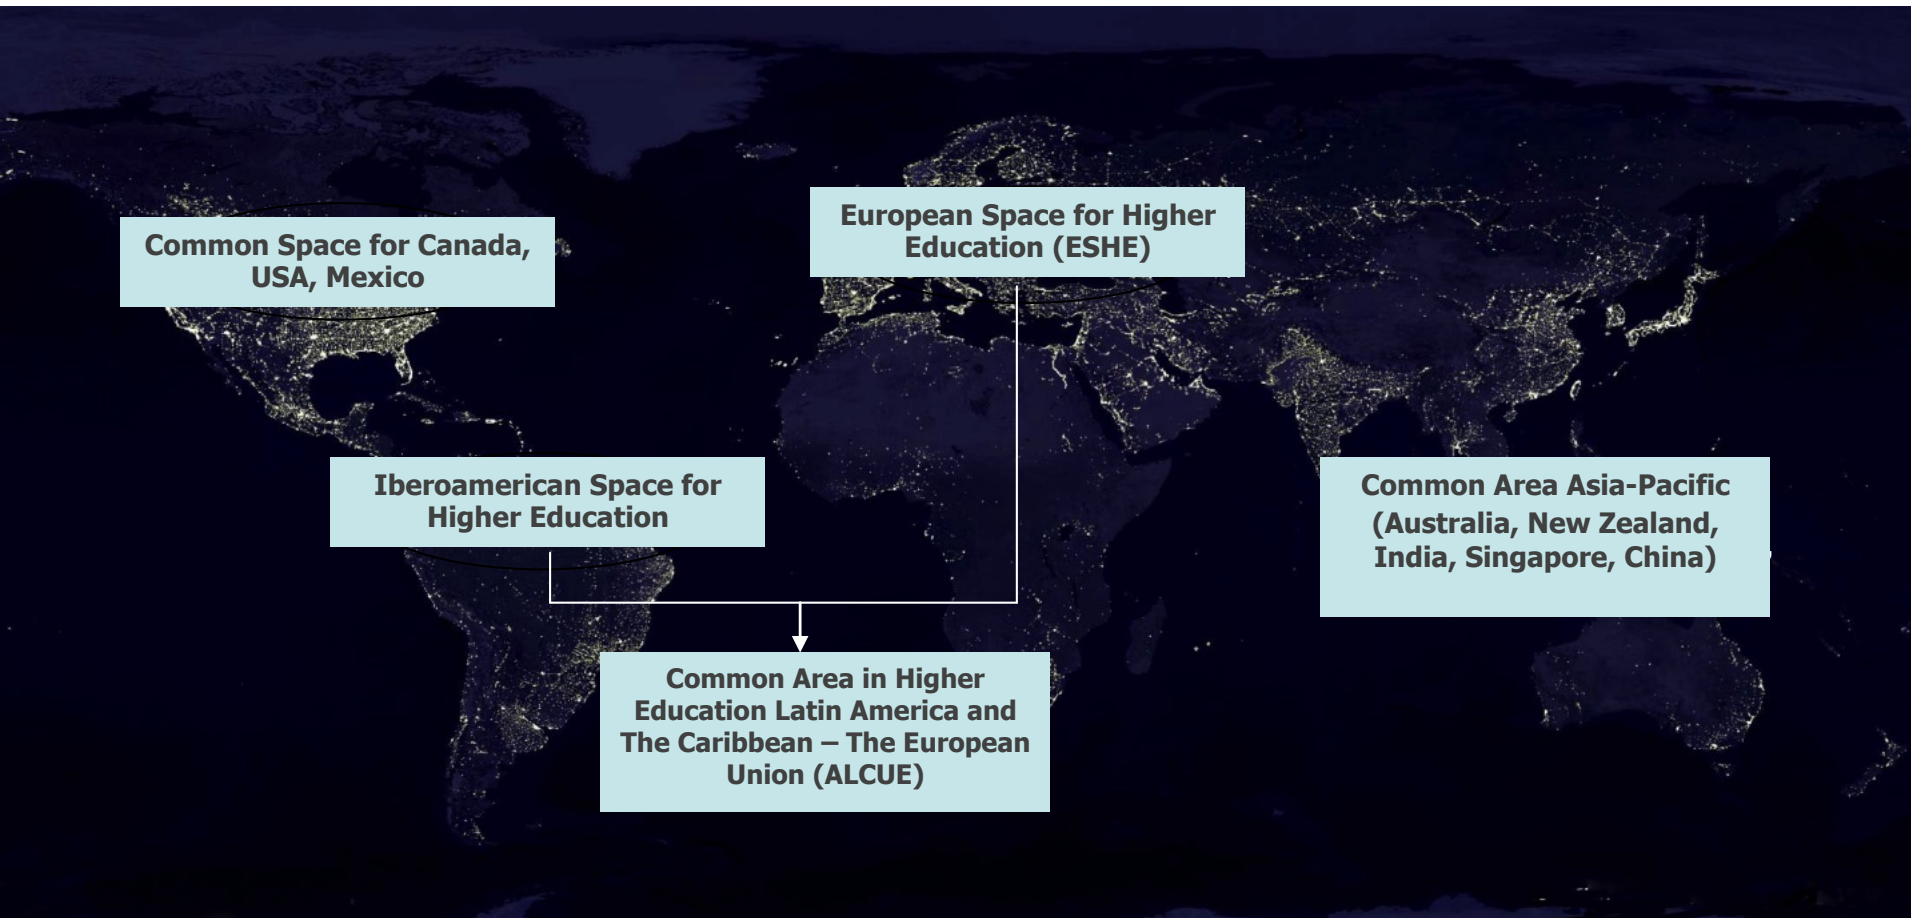 European Space for Higher
Education (ESHE)
Common Space for Canada,
USA, Mexico
Iberoamerican Space for
Higher Education
Common Area Asia-Pacific
(Australia, New Zealand,
India, Singapore, China)
Common Area in Higher
Education Latin America and
The Caribbean – The European
Union (ALCUE)